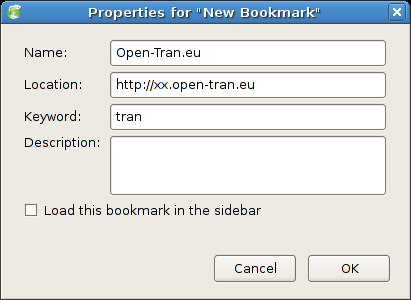 Properties for "New Bookmark"
Name: Open-Tran.eu
Location: http://xx.open-tran.eu
Keyword: tran
Description:
Load this bookmark in the sidebar
Cancel OK